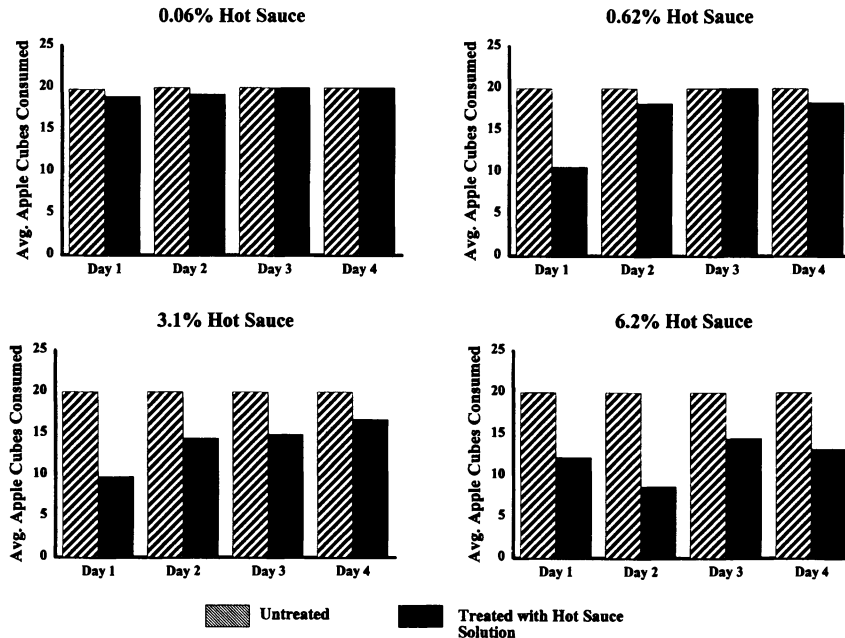 0.06% Hot Sauce
Avg. Apple Cubes Consumed
25
20
15
10
5
0
Day 1 Day 2 Day 3 Day 4
0.62% Hot Sauce
Avg. Apple Cubes Consumed
25
20
15
10
5
0
Day 1 Day 2 Day 3 Day 4
3.1% Hot Sauce
Avg. Apple Cubes Consumed
25
20
15
10
5
0
Day 1 Day 2 Day 3 Day 4
6.2% Hot Sauce
Avg. Apple Cubes Consumed
25
20
15
10
5
0
Day 1 Day 2 Day 3 Day 4
Untreated
Treated with Hot Sauce
Solution